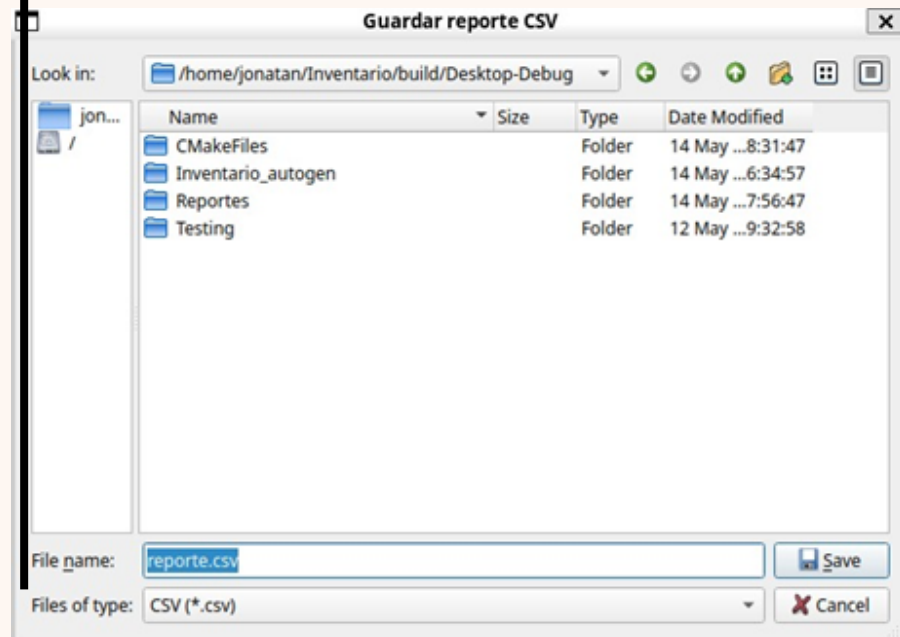 Guardar reporte CSV
Look in: /home/jonatan/Inventario/build/Desktop-Debug
jon...
/
Name Size Type Date Modified
CMakeFiles Folder 14 May ...8:31:47
Inventario_autogen Folder 14 May ...6:34:57
Reportes Folder 14 May ...7:56:47
Testing Folder 12 May ...9:32:58
File name: reporte.csv Save
Files of type: CSV (*.csv) Cancel